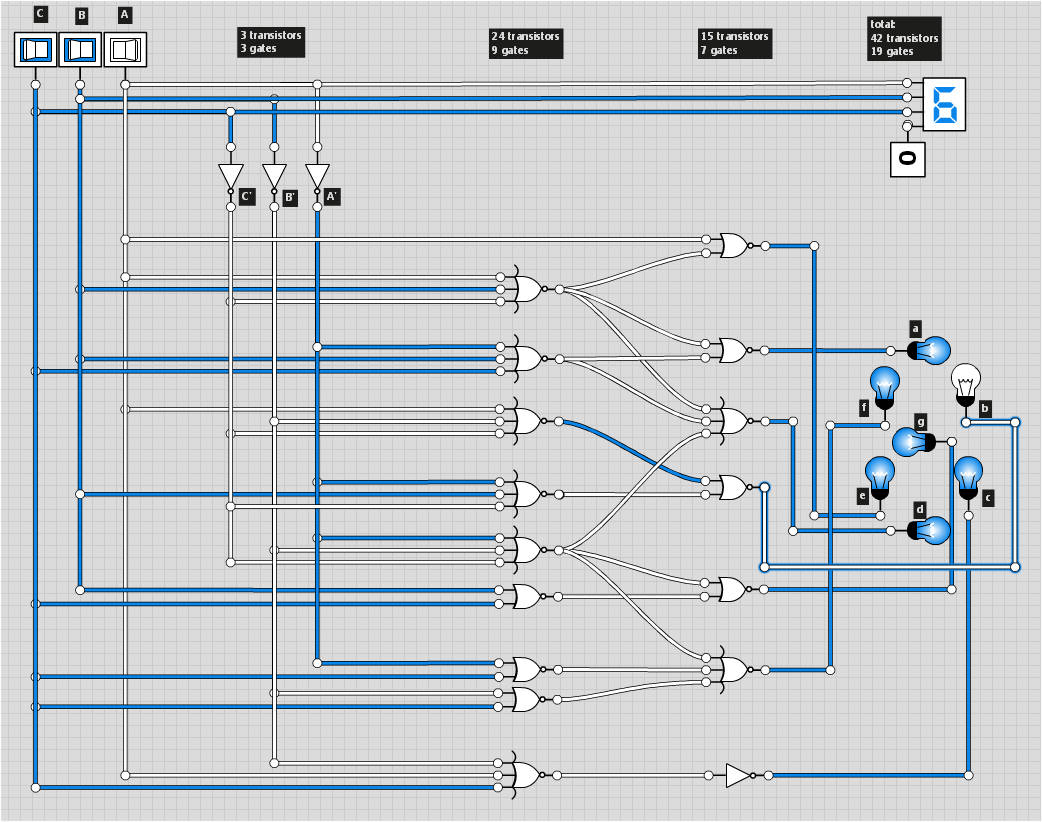 C
B
A
3 transistors
3 gates
24 transistors
9 gates
15 transistors
7 gates
total:
42 transistors
19 gates
6
0
C'
B'
A'
a
f
b
g
e
c
d